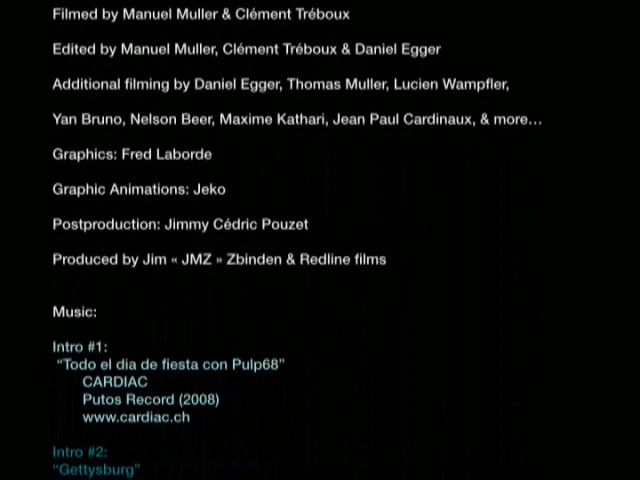 Filmed by Manuel Muller & Clément Tréboux
Edited by Manuel Muller, Clément Tréboux & Daniel Egger
Additional filming by Daniel Egger, Thomas Muller, Lucien Wampfler,
Yan Bruno, Nelson Beer, Maxime Kathari, Jean Paul Cardinaux, & more...
Graphics: Fred Laborde
Graphic Animations: Jeko
Postproduction: Jimmy Cédric Pouzet
Produced by Jim « JMZ » Zbinden & Redline films
Music:
Intro #1:
“Todo el dia de fiesta con Pulp68”
CARDIAC
Putos Record (2008)
www.cardiac.ch
Intro #2:
“Gettysburg”